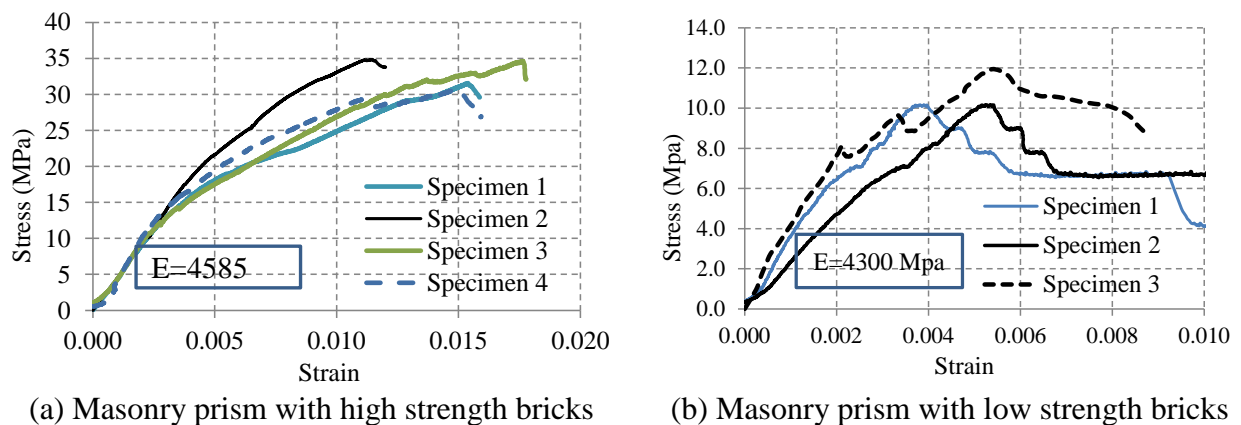 40
35
30
25
20
15
10
5
0
Stress (MPa)
E=4585
Specimen 1
Specimen 2
Specimen 3
Specimen 4
0.000 0.005 0.010 0.015 0.020
Strain
(a) Masonry prism with high strength bricks
14.0
12.0
10.0
8.0
6.0
4.0
2.0
0.0
Stress (Mpa)
E=4300 Mpa
Specimen 1
Specimen 2
Specimen 3
0.000 0.002 0.004 0.006 0.008 0.010
Strain
(b) Masonry prism with low strength bricks